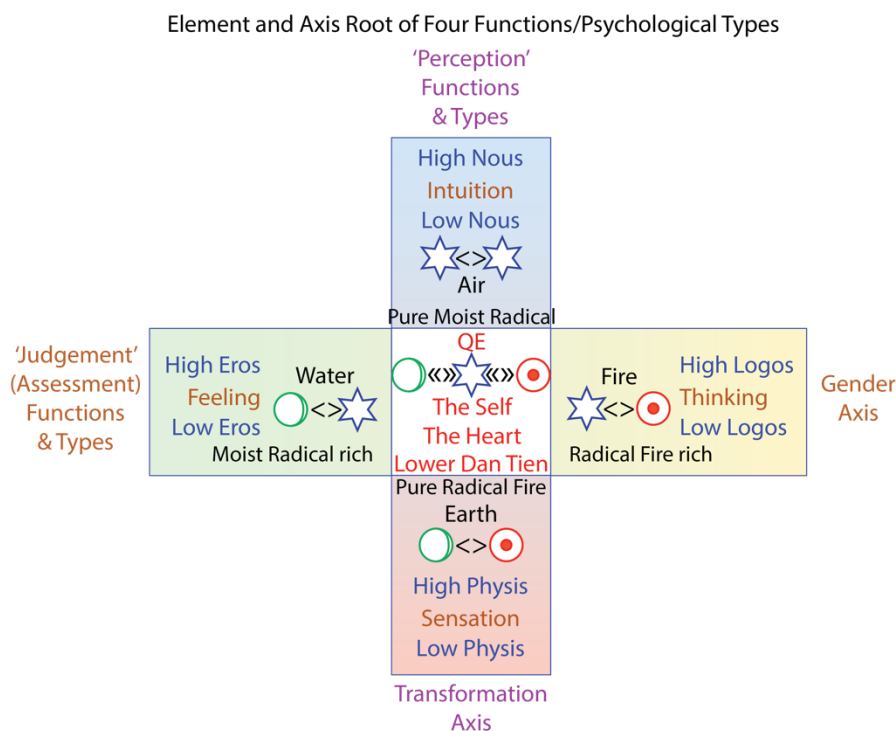 Element and Axis Root of Four Functions/Psychological Types
‘Perception’
Functions
& Types
High Nous
Intuition
Low Nous
<>
Air
Pure Moist Radical
‘Judgement’
(Assessment)
Functions
& Types
High Eros
Feeling
Low Eros
Water
<>
Moist Radical rich
QE
«» «»
The Self
The Heart
Lower Dan Tien
Fire
<>
Radical Fire rich
High Logos
Thinking
Low Logos
Gender
Axis
Pure Radical Fire
Earth
<>
High Physis
Sensation
Low Physis
Transformation
Axis